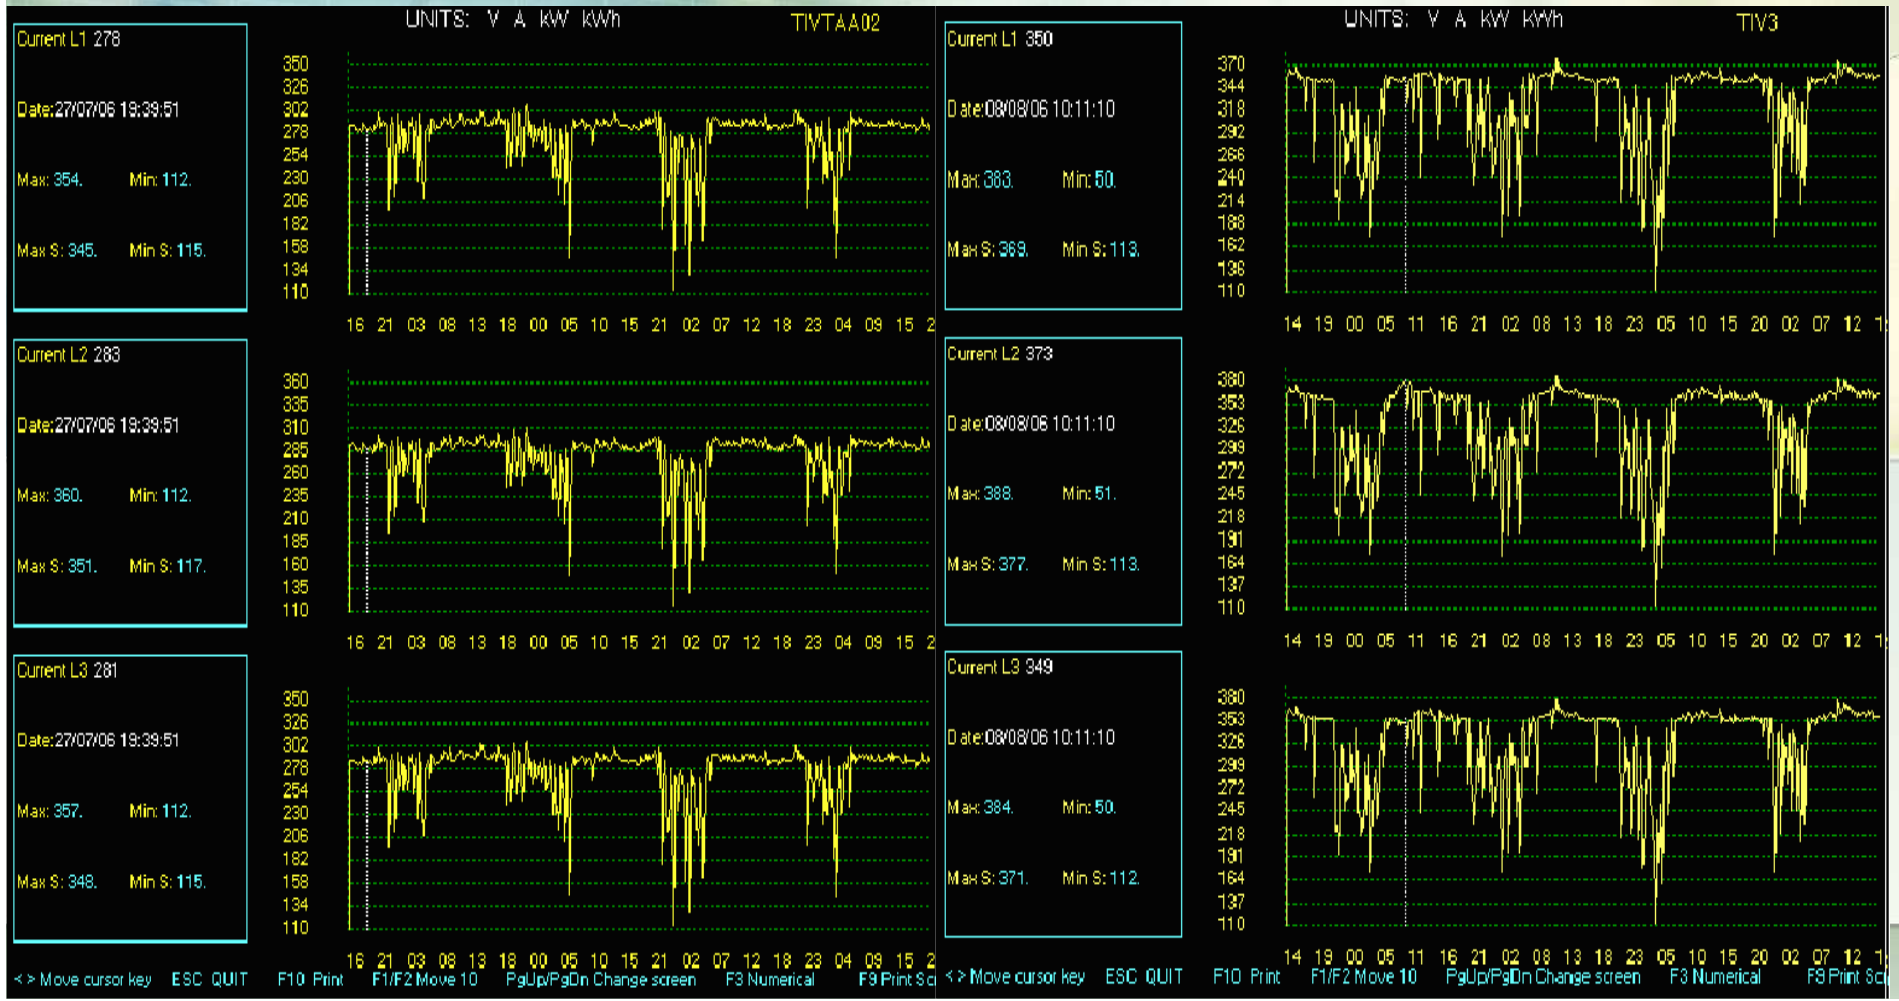 UNITS: V A kW kWh
TIVTAA02
Current L1 278
Date:27/07/06 19:39:51
Max: 354. Min: 112.
Max S: 345. Min S: 115.
350
326
302
278
254
230
206
182
158
134
110
16 21 03 08 13 18 00 05 10 15 21 02 07 12 18 23 04 09 15 2
Current L2 283
Date:27/07/06 19:39:51
Max: 360. Min: 112.
Max S: 351. Min S: 117.
360
335
310
285
260
235
210
185
160
135
110
16 21 03 08 13 18 00 05 10 15 21 02 07 12 18 23 04 09 15 2
Current L3 281
Date:27/07/06 19:39:51
Max: 357. Min: 112.
Max S: 348. Min S: 115.
350
326
302
278
254
230
206
182
158
134
110
16 21 03 08 13 18 00 05 10 15 21 02 07 12 18 23 04 09 15 2
< > Move cursor key ESC QUIT F10 Print F1/F2 Move 10 PgUp/PgDn Change screen F3 Numerical F9 Print Sc
UNITS: V A kW kWh
TIV3
Current L1 350
Date:08/08/06 10:11:10
Max: 383. Min: 50.
Max S: 369. Min S: 113.
370
344
318
292
266
240
214
188
162
136
110
14 19 00 05 11 16 21 02 08 13 18 23 05 10 15 20 02 07 12 1
Current L2 373
Date:08/08/06 10:11:10
Max: 388. Min: 51.
Max S: 377. Min S: 113.
380
353
326
299
272
245
218
191
164
137
110
14 19 00 05 11 16 21 02 08 13 18 23 05 10 15 20 02 07 12 1
Current L3 349
Date:08/08/06 10:11:10
Max: 384. Min: 50.
Max S: 371. Min S: 112.
380
353
326
299
272
245
218
191
164
137
110
14 19 00 05 11 16 21 02 08 13 18 23 05 10 15 20 02 07 12 1
< > Move cursor key ESC QUIT F10 Print F1/F2 Move 10 PgUp/PgDn Change screen F3 Numerical F9 Print Scr